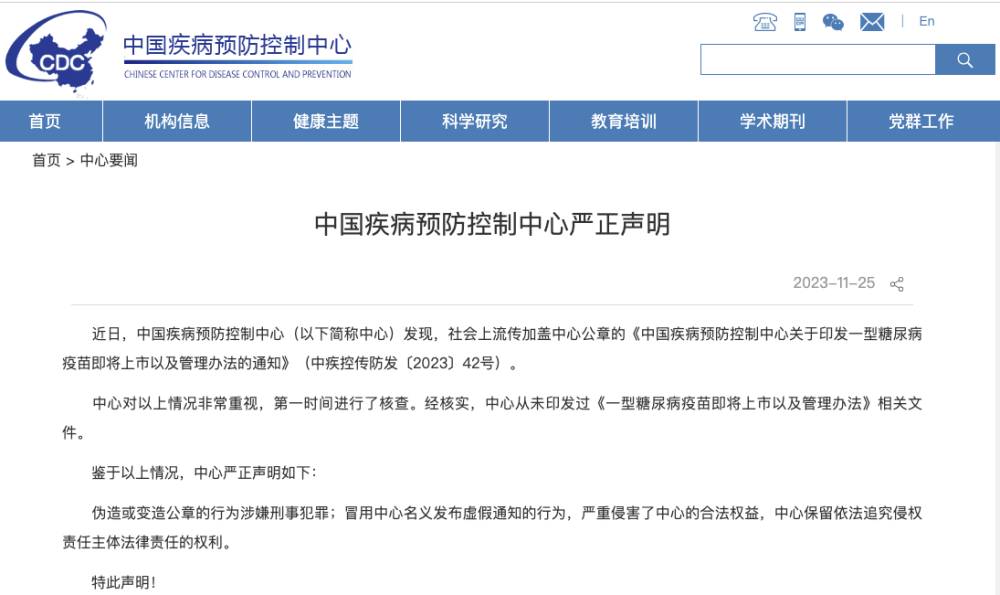 CDC
中国疾病预防控制中心
CHINESE CENTER FOR DISEASE CONTROL AND PREVENTION
En
首页 机构信息 健康主题 科学研究 教育培训 学术期刊 党群工作
首页 > 中心要闻
中国疾病预防控制中心严正声明
2023-11-25
近日，中国疾病预防控制中心（以下简称中心）发现，社会上流传加盖中心公章的《中国疾病预防控制中心关于印发一型糖尿病
疫苗即将上市以及管理办法的通知》（中疾控传防发〔2023〕42号）。
中心对以上情况非常重视，第一时间进行了核查。经核实，中心从未印发过《一型糖尿病疫苗即将上市以及管理办法》相关文
件。
鉴于以上情况，中心严正声明如下：
伪造或变造公章的行为涉嫌刑事犯罪；冒用中心名义发布虚假通知的行为，严重侵害了中心的合法权益，中心保留依法追究侵权
责任主体法律责任的权利。
特此声明！